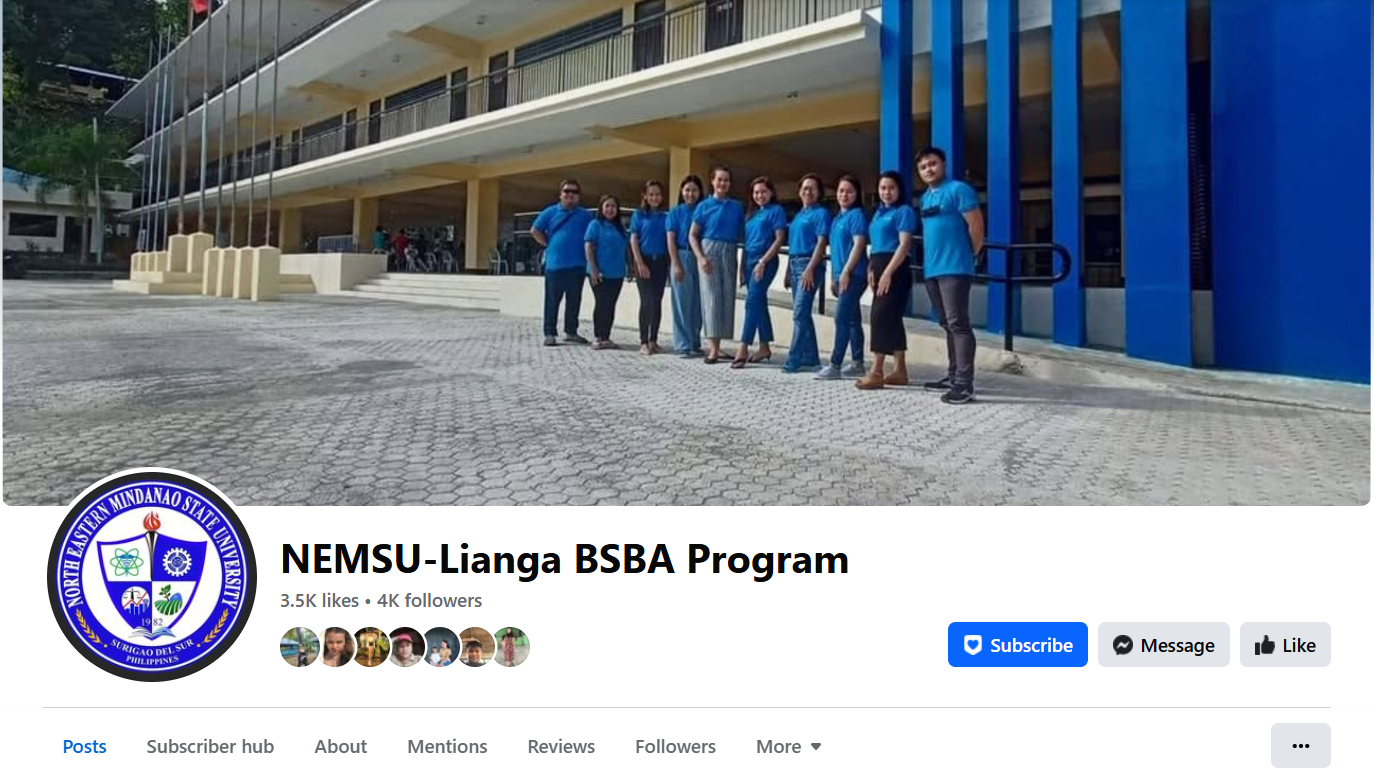 NORTH EASTERN MINDANAO STATE UNIVERSITY
1982
SURIGAO DEL SUR
PHILIPPINES
NEMSU-Lianga BSBA Program
3.5K likes • 4K followers
Subscribe
Message
Like
Posts
Subscriber hub
About
Mentions
Reviews
Followers
More